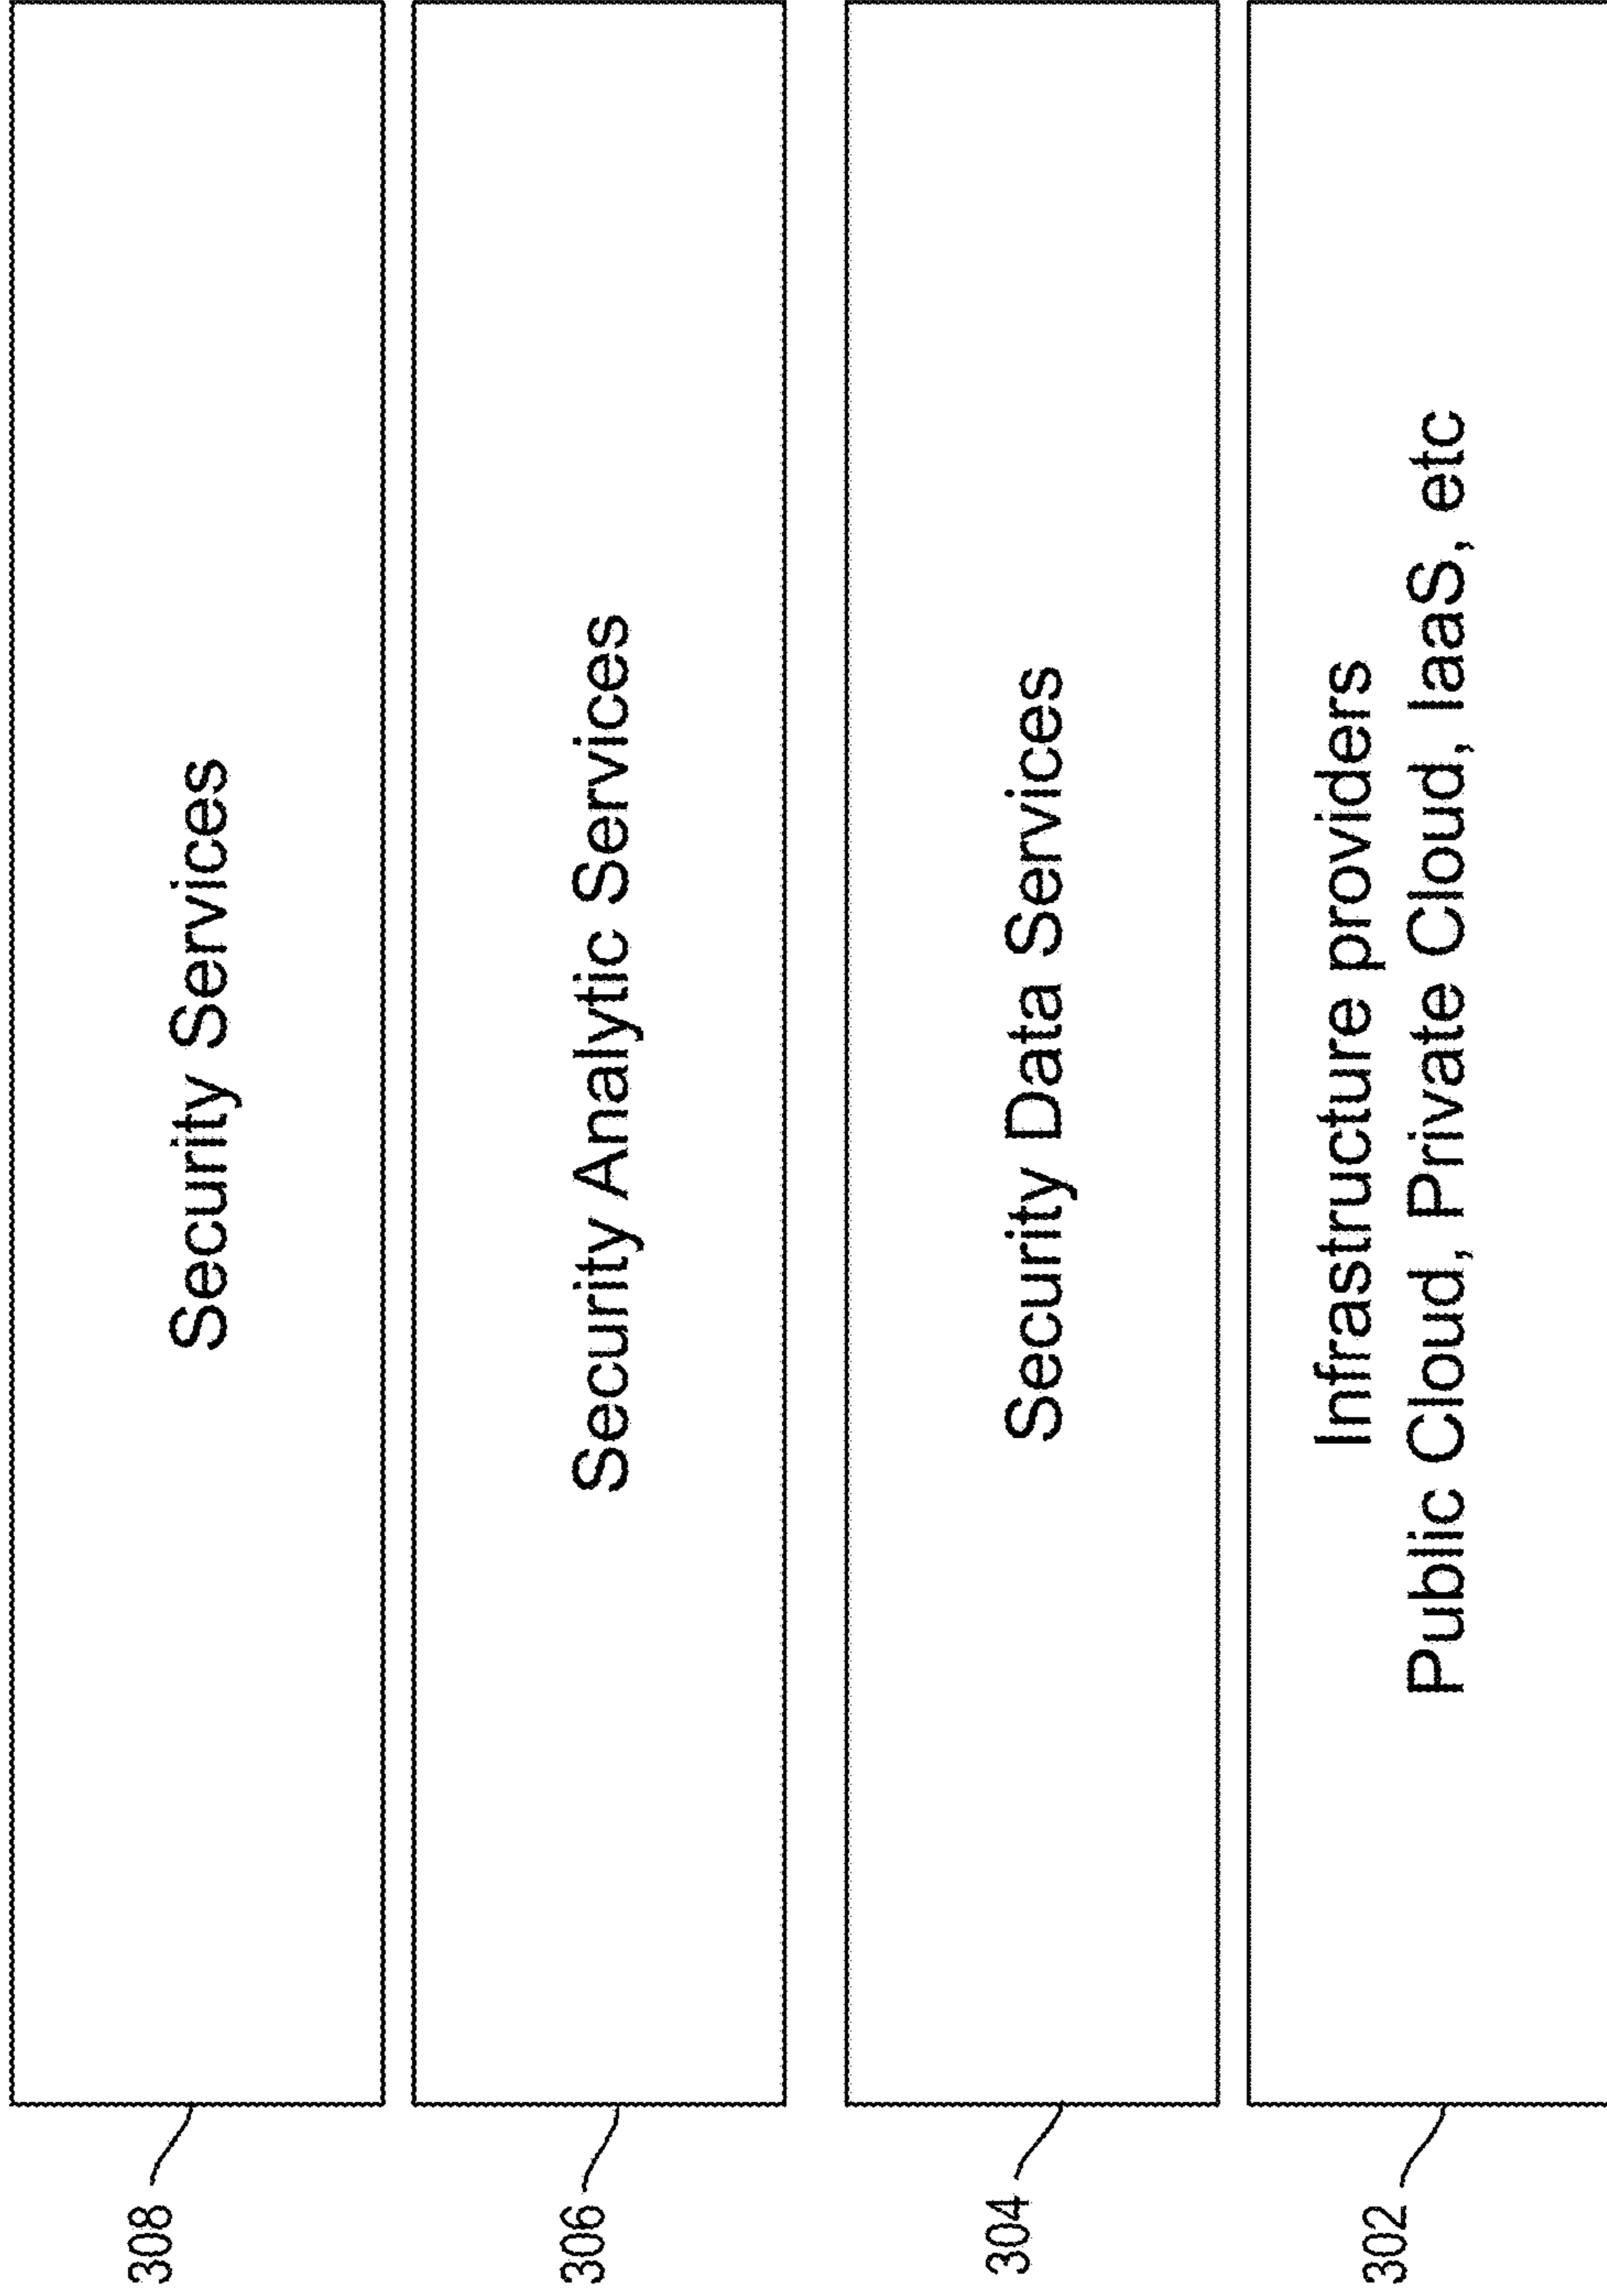 308
Security Services
306
Security Analytic Services
304
Security Data Services
302
Infrastructure providers
Public Cloud, Private Cloud, IaaS, etc